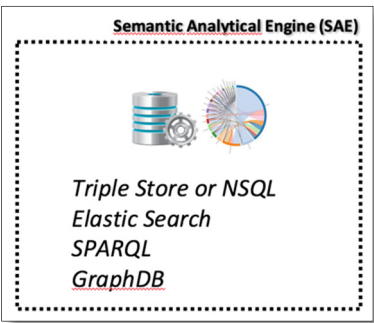 Semantic Analytical Engine (SAE)
Triple Store or NSQL
Elastic Search
SPARQL
GraphDB